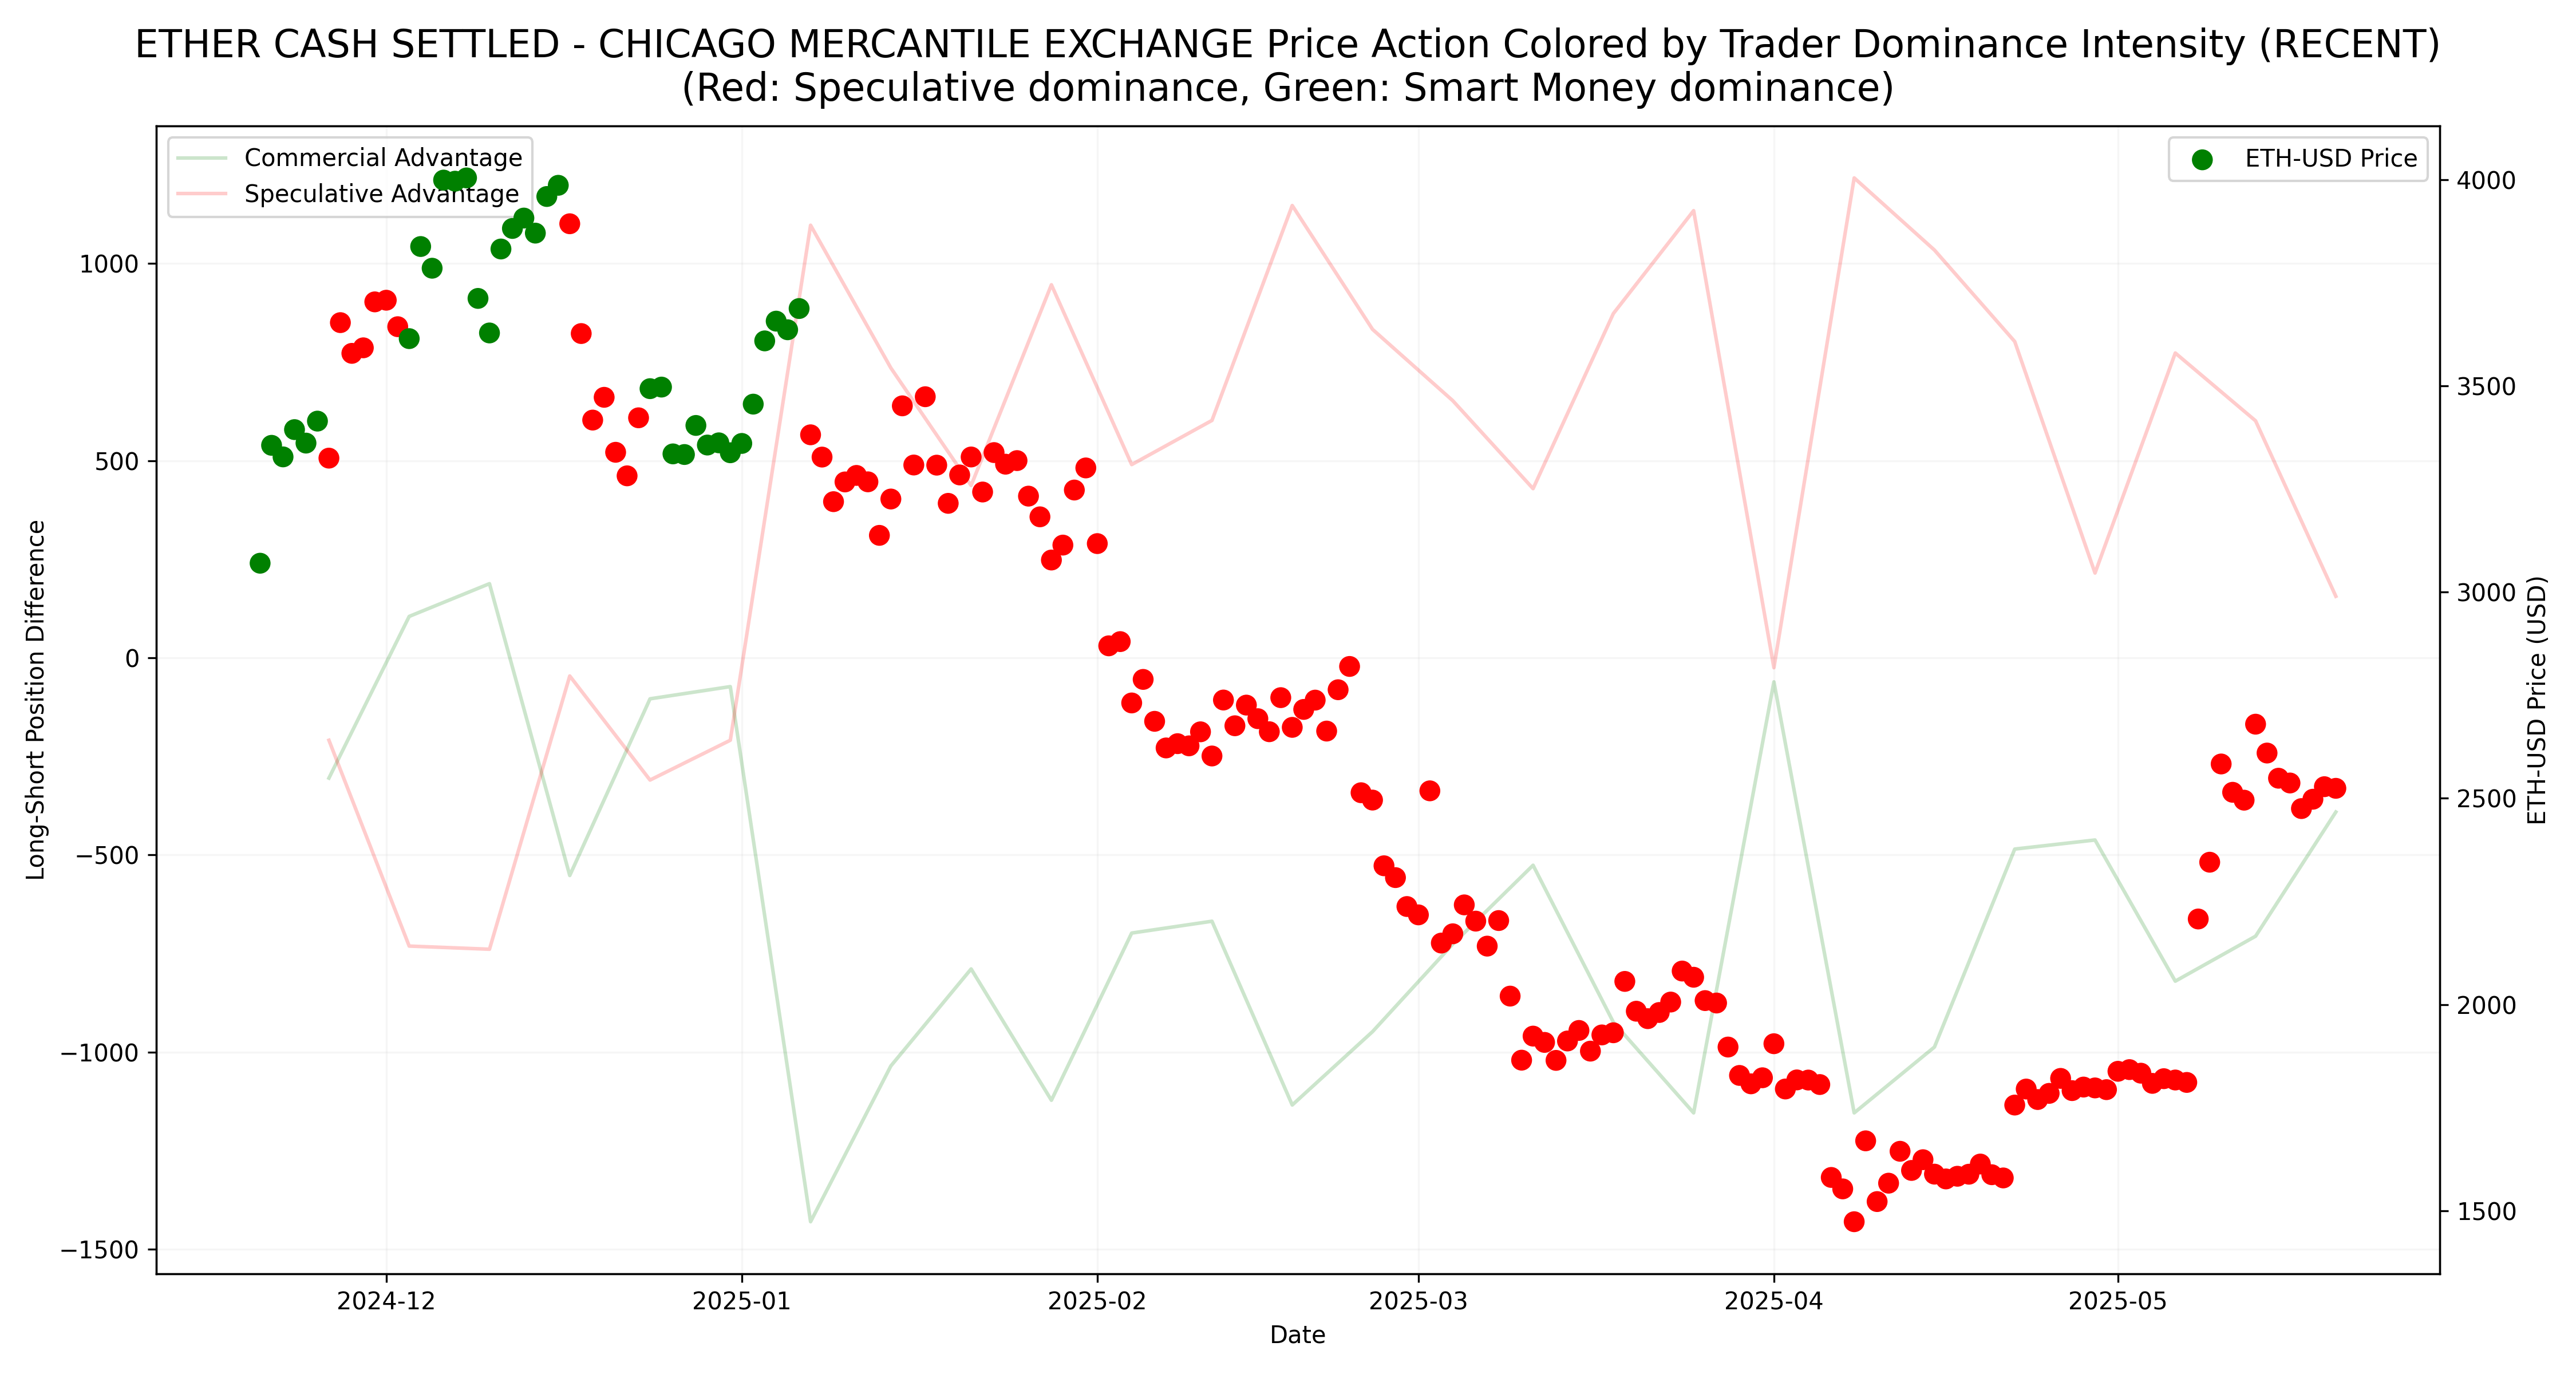 ETHER CASH SETTLED - CHICAGO MERCANTILE EXCHANGE Price Action Colored by Trader Dominance Intensity (RECENT)
(Red: Speculative dominance, Green: Smart Money dominance)
Commercial Advantage
Speculative Advantage
ETH-USD Price
1000
500
0
−500
−1000
−1500
Long-Short Position Difference
4000
3500
3000
2500
2000
1500
ETH-USD Price (USD)
2024-12
2025-01
2025-02
2025-03
2025-04
2025-05
Date